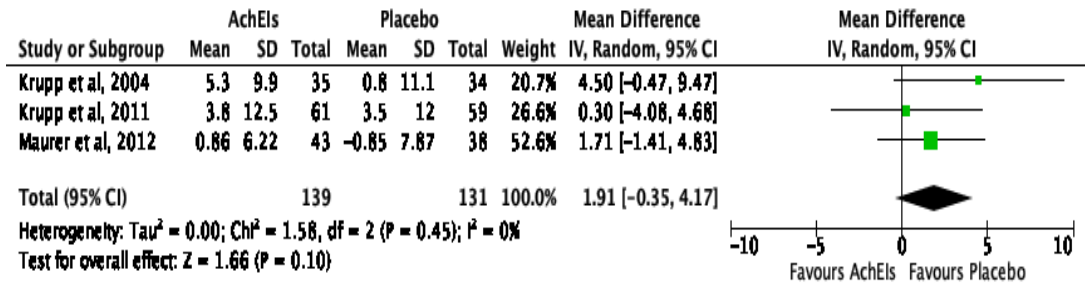 AchEIs Placebo Mean Difference Mean Difference
Study or Subgroup Mean SD Total Mean SD Total Weight IV, Random, 95% CI IV, Random, 95% CI
Krupp et al, 2004 5.3 9.9 35 0.8 11.1 34 20.7% 4.50 [−0.47, 9.47]
Krupp et al, 2011 3.8 12.5 61 3.5 12 59 26.6% 0.30 [−4.08, 4.68]
Maurer et al, 2012 0.86 6.22 43 −0.85 7.87 38 52.6% 1.71 [−1.41, 4.83]
Total (95% CI) 139 131 100.0% 1.91 [−0.35, 4.17]
Heterogeneity: Tau² = 0.00; Chi² = 1.58, df = 2 (P = 0.45); I² = 0%
Test for overall effect: Z = 1.66 (P = 0.10)
−10 −5 0 5 10
Favours AchEIs Favours Placebo